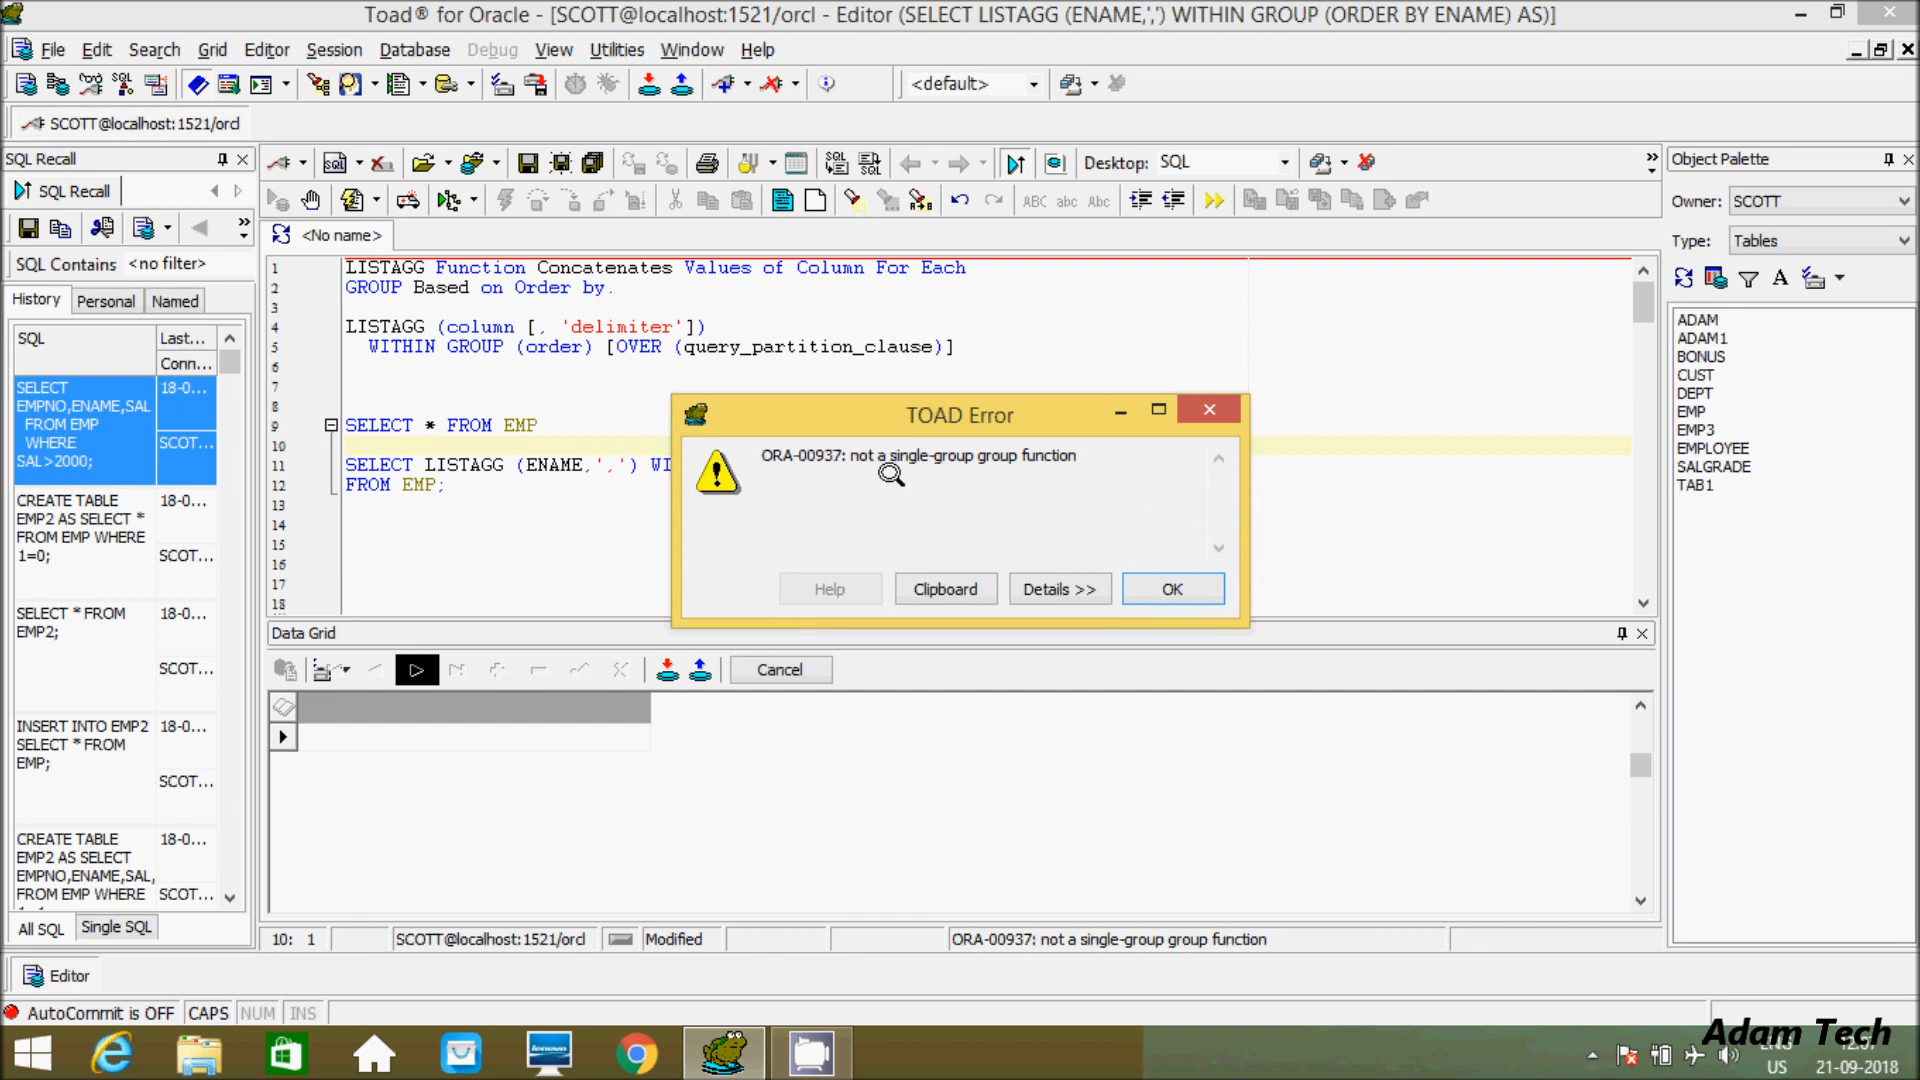 Toad® for Oracle - [SCOTT@localhost:1521/orcl - Editor (SELECT LISTAGG (ENAME,',') WITHIN GROUP (ORDER BY ENAME) AS)]
File Edit Search Grid Editor Session Database Debug View Utilities Window Help
<default>
SCOTT@localhost:1521/orcl
SQL Recall
SQL Recall
SQL Contains <no filter>
History Personal Named
SQL Last...
Conn...
SELECT 18-0...
EMPNO,ENAME,SAL
FROM EMP
WHERE SCOT...
SAL>2000;
CREATE TABLE 18-0...
EMP2 AS SELECT *
FROM EMP WHERE
1=0; SCOT...
SELECT * FROM 18-0...
EMP2;
SCOT...
INSERT INTO EMP2 18-0...
SELECT * FROM
EMP;
SCOT...
CREATE TABLE 18-0...
EMP2 AS SELECT
EMPNO,ENAME,SAL,
FROM EMP WHERE SCOT...
All SQL Single SQL
Desktop: SQL
ABC abc Abc
<No name>
1 LISTAGG Function Concatenates Values of Column For Each
2 GROUP Based on Order by.
3
4 LISTAGG (column [, 'delimiter'])
5 WITHIN GROUP (order) [OVER (query_partition_clause)]
6
7
8
9 SELECT * FROM EMP
10
11 SELECT LISTAGG (ENAME,',') WI
12 FROM EMP;
13
14
15
16
17
18
TOAD Error
ORA-00937: not a single-group group function
Help Clipboard Details >> OK
Data Grid
Cancel
10: 1 SCOTT@localhost:1521/orcl Modified ORA-00937: not a single-group group function
Object Palette
Owner: SCOTT
Type: Tables
A
ADAM
ADAM1
BONUS
CUST
DEPT
EMP
EMP3
EMPLOYEE
SALGRADE
TAB1
Editor
AutoCommit is OFF CAPS NUM INS
Adam Tech
US 21-09-2018